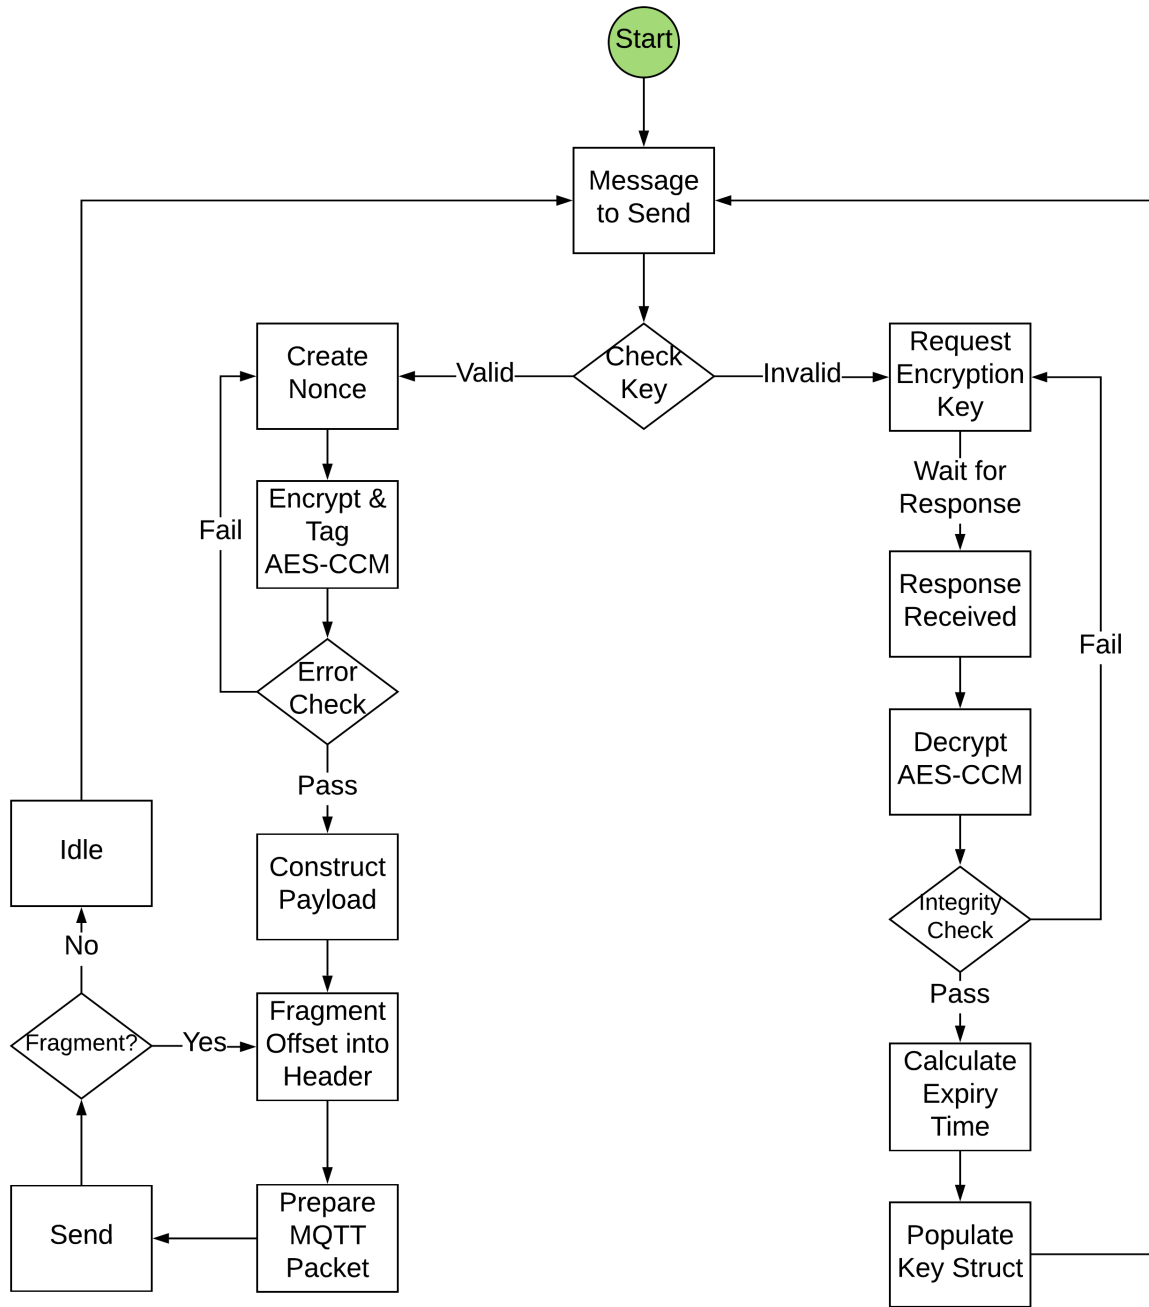 Start
Message
to Send
Check
Key
Valid
Invalid
Create
Nonce
Encrypt &
Tag
AES-CCM
Fail
Error
Check
Pass
Construct
Payload
Fragment
Offset into
Header
Prepare
MQTT
Packet
Send
Fragment?
Yes
No
Idle
Request
Encryption
Key
Wait for
Response
Response
Received
Decrypt
AES-CCM
Integrity
Check
Fail
Pass
Calculate
Expiry
Time
Populate
Key Struct